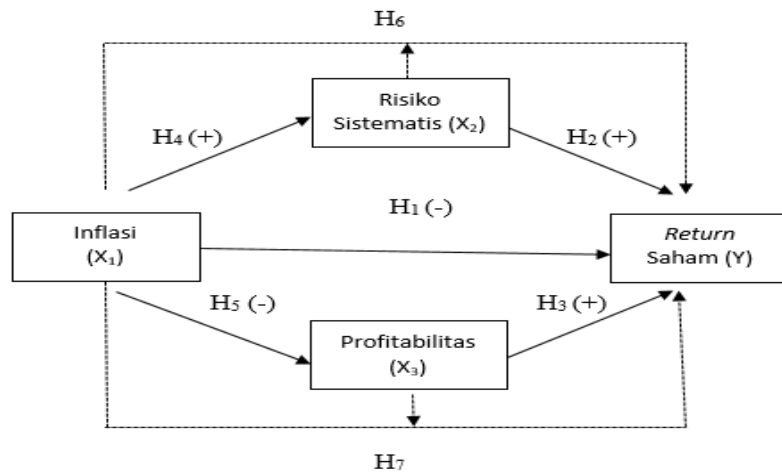 H₆
Risiko
Sistematis (X₂)
H₄ (+)
H₂ (+)
H₁ (-)
Inflasi
(X₁)
Return
Saham (Y)
H₅ (-)
H₃ (+)
Profitabilitas
(X₃)
H₇